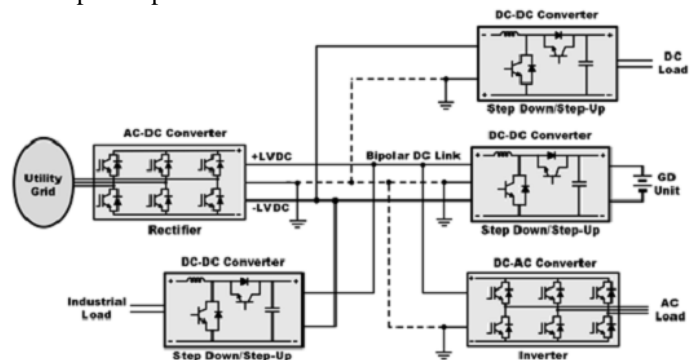 DC-DC Converter
DC
Load
Step Down/Step-Up
AC-DC Converter
+LVDC
Bipolar DC Link
DC-DC Converter
Utility
Grid
GD
Unit
-LVDC
Rectifier
Step Down/Step-Up
DC-DC Converter
DC-AC Converter
Industrial
Load
AC
Load
Step Down/Step-Up
Inverter